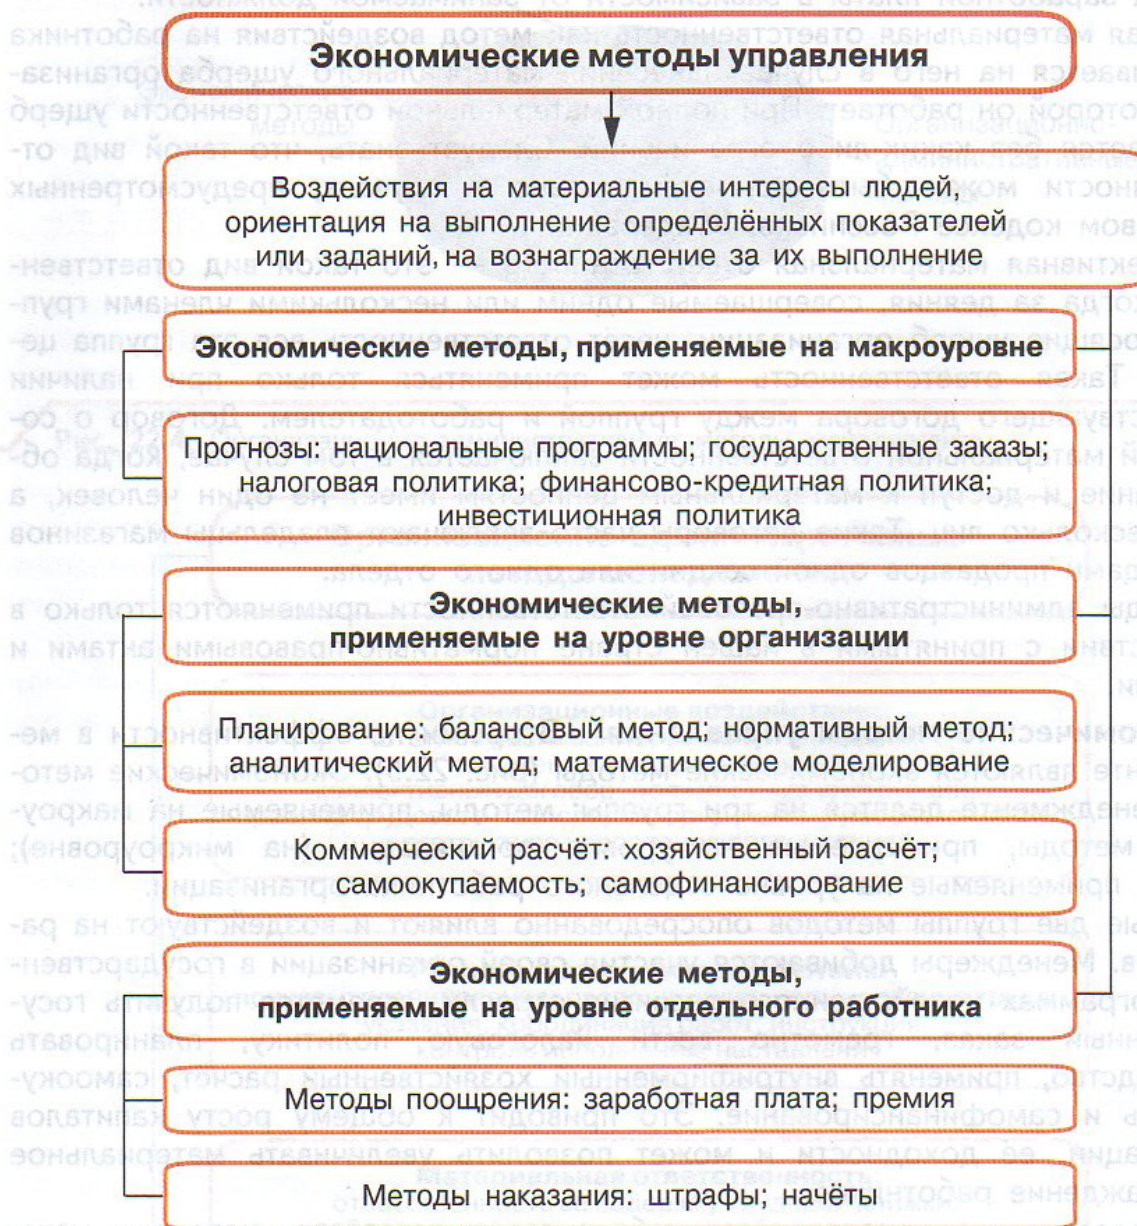 Экономические методы управления
Воздействия на материальные интересы людей,
ориентация на выполнение определённых показателей
или заданий, на вознаграждение за их выполнение
Экономические методы, применяемые на макроуровне
Прогнозы: национальные программы; государственные заказы;
налоговая политика; финансово-кредитная политика;
инвестиционная политика
Экономические методы,
применяемые на уровне организации
Планирование: балансовый метод; нормативный метод;
аналитический метод; математическое моделирование
Коммерческий расчёт: хозяйственный расчёт;
самоокупаемость; самофинансирование
Экономические методы,
применяемые на уровне отдельного работника
Методы поощрения: заработная плата; премия
Методы наказания: штрафы; начёты